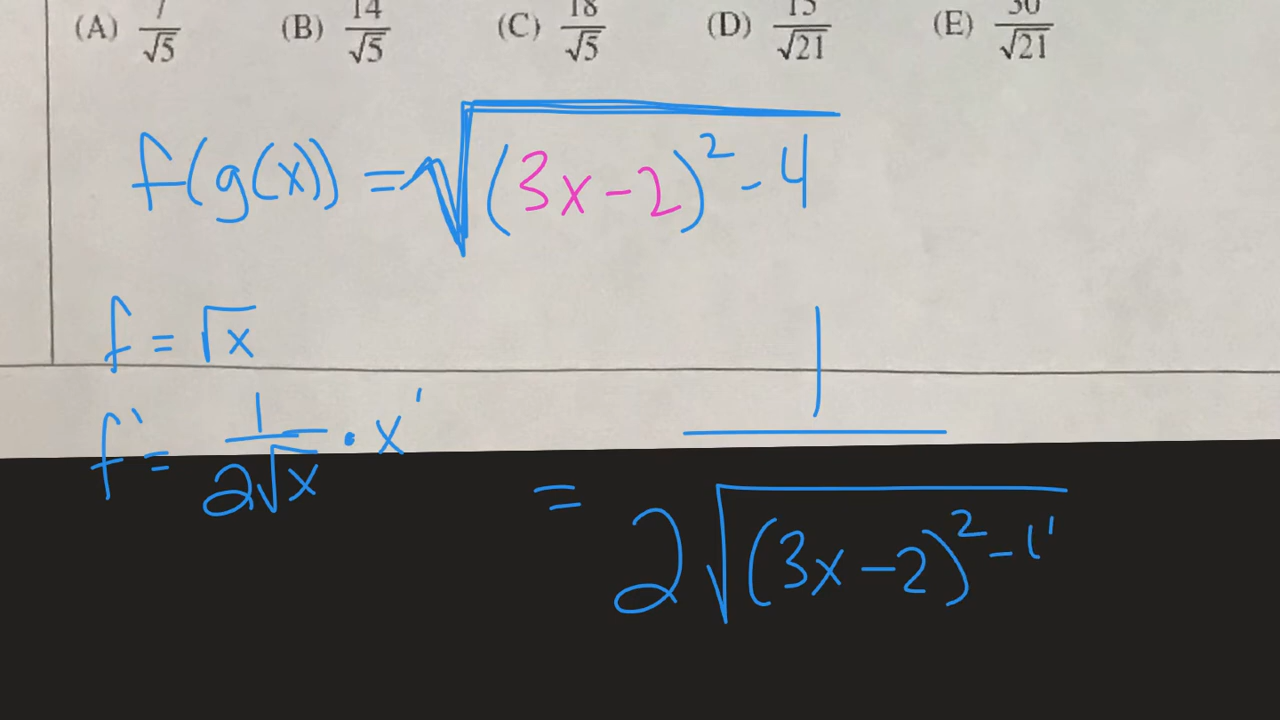 (A) 7/√5 (B) 14/√5 (C) 18/√5 (D) 15/√21 (E) 30/√21
f(g(x)) = √((3x-2)² - 4)
f = √x
f' = 1/(2√x) · x'
= 1/(2√((3x-2)² -